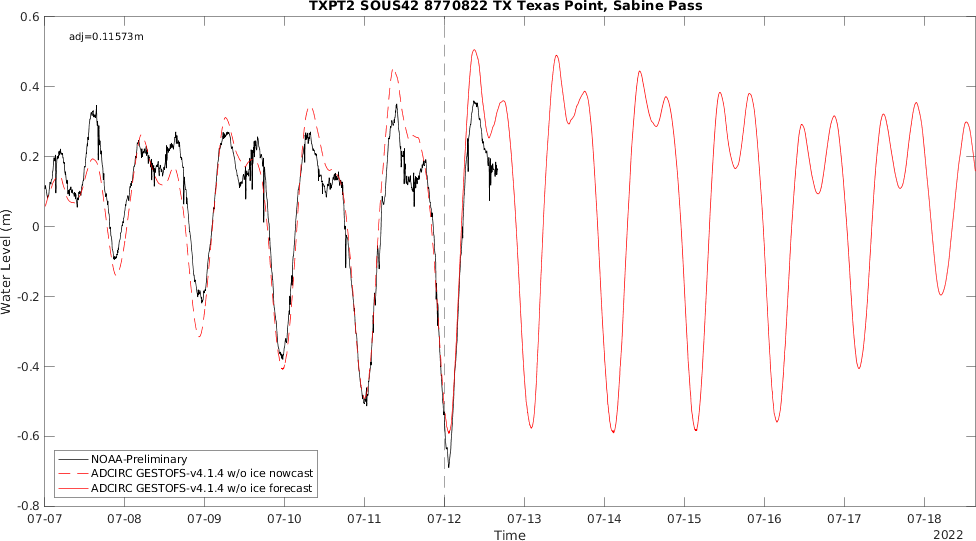 TXPT2 SOUS42 8770822 TX Texas Point, Sabine Pass
adj=0.11573m
0.6
0.4
0.2
0
-0.2
-0.4
-0.6
-0.8
Water Level (m)
NOAA-Preliminary
ADCIRC GESTOFS-v4.1.4 w/o ice nowcast
ADCIRC GESTOFS-v4.1.4 w/o ice forecast
07-07 07-08 07-09 07-10 07-11 07-12 07-13 07-14 07-15 07-16 07-17 07-18
Time
2022